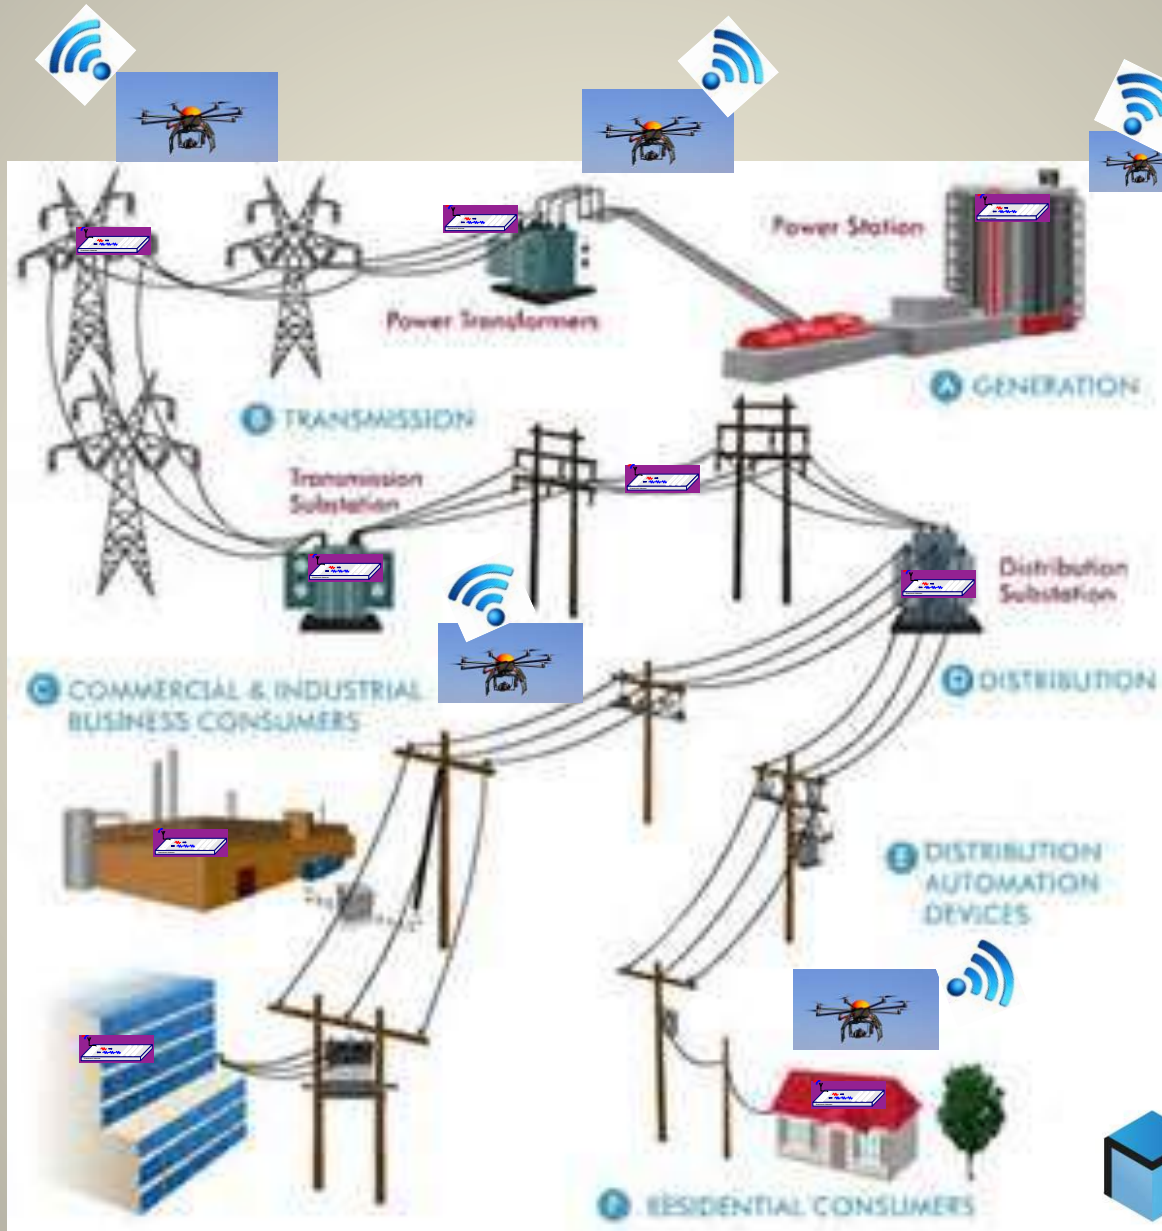 Power Station
Power Transformers
A GENERATION
B TRANSMISSION
Transmission
Substation
Distribution
Substation
C COMMERCIAL & INDUSTRIAL
BUSINESS CONSUMERS
D DISTRIBUTION
E DISTRIBUTION
AUTOMATION
DEVICES
F RESIDENTIAL CONSUMERS